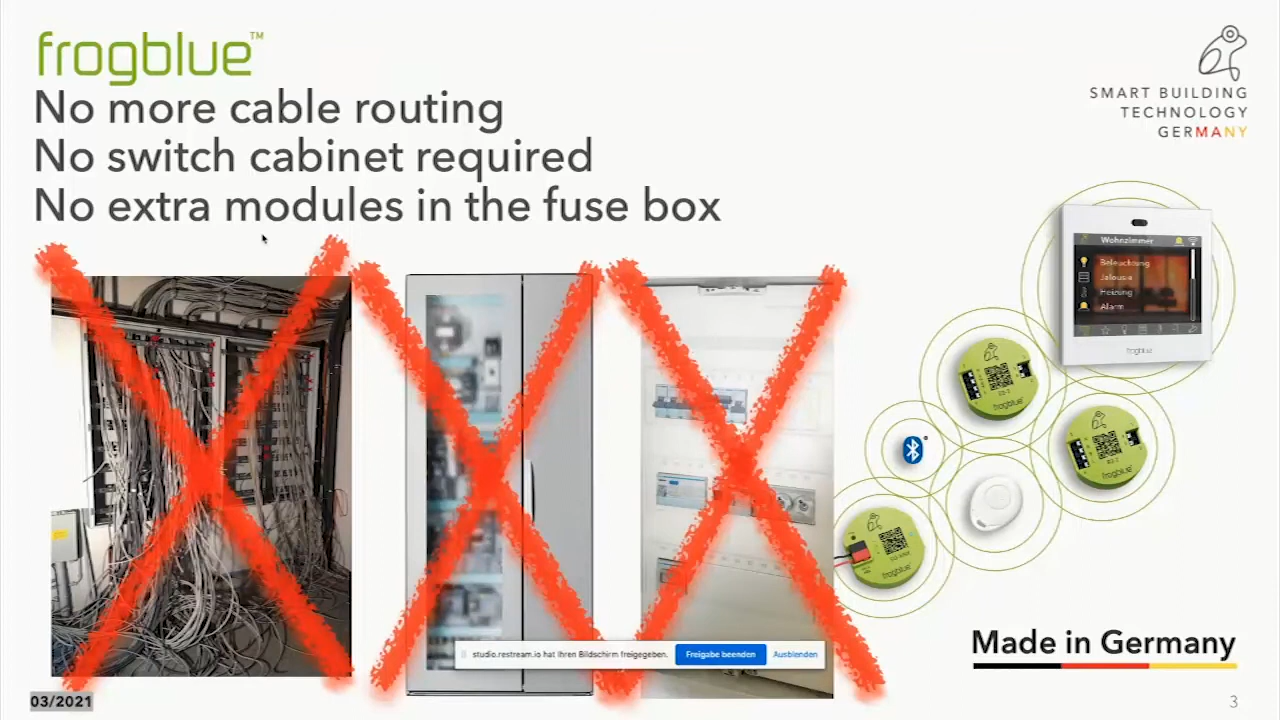 frogblue™
No more cable routing
No switch cabinet required
No extra modules in the fuse box
SMART BUILDING
TECHNOLOGY
GERMANY
Wohnzimmer
Beleuchtung
Jalousie
Heizung
Alarm
frogblue
frogblue
frogblue
frogblue
studio.restream.io hat Ihren Bildschirm freigegeben. Freigabe beenden Ausblenden
Made in Germany
03/2021
3